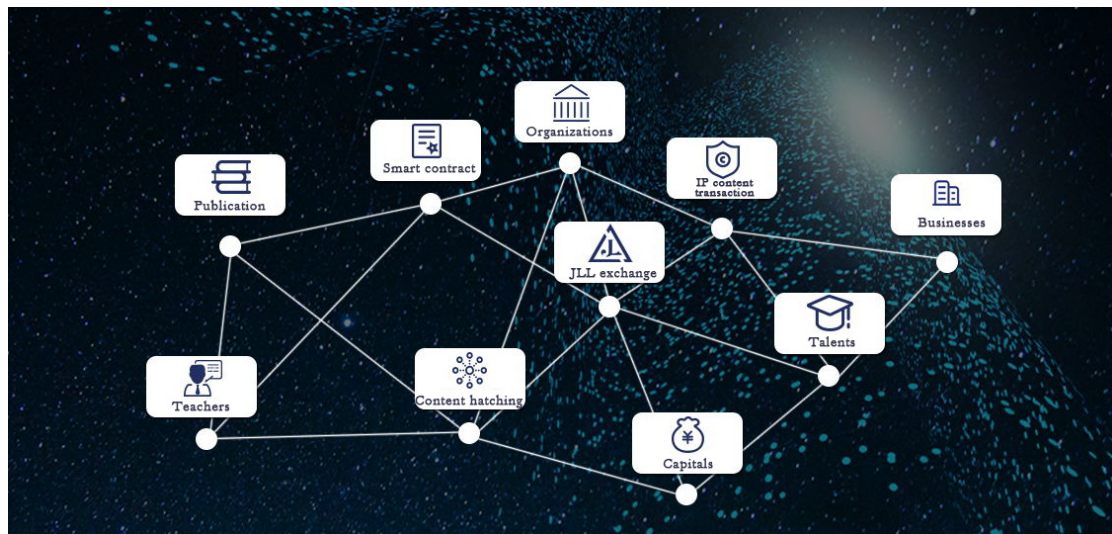 Organizations
Smart contract
IP content
transaction
Publication
Businesses
JLL exchange
Talents
Teachers
Content hatching
Capitals